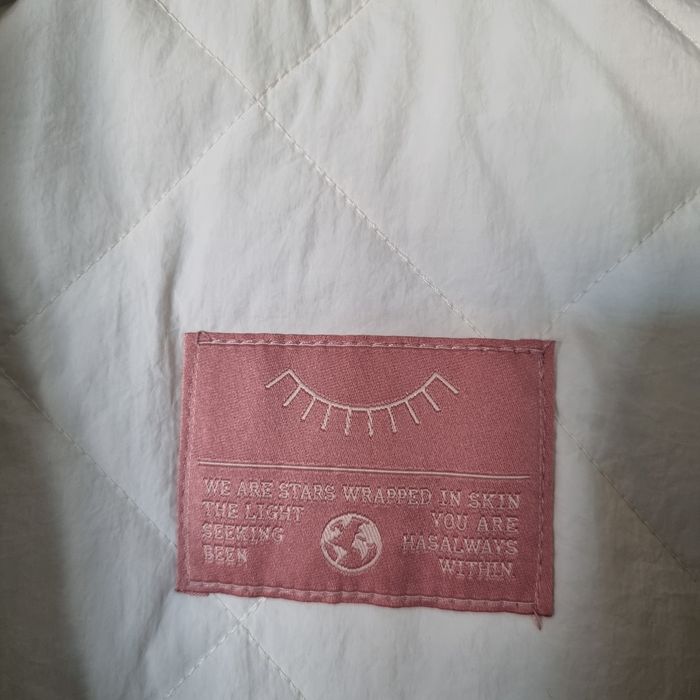 WE ARE STARS WRAPPED IN SKIN
THE LIGHT YOU ARE
SEEKING HASALWAYS
BEEN WITHIN.